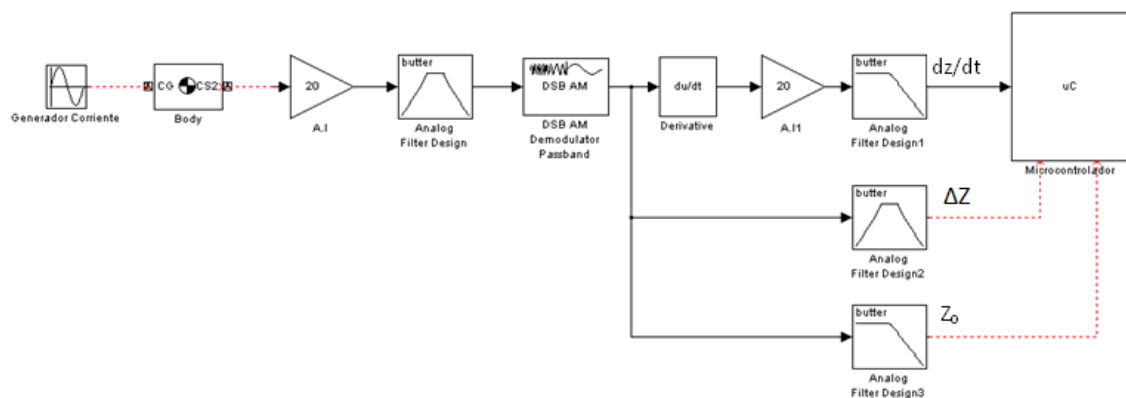 Generador Corriente
CG
CS2
Body
20
A.I
butter
Analog
Filter Design
DSB AM
DSB AM
Demodulator
Passband
du/dt
Derivative
20
A.I1
butter
Analog
Filter Design1
dz/dt
uC
Microcontrolador
butter
Analog
Filter Design2
ΔZ
butter
Analog
Filter Design3
Z₀